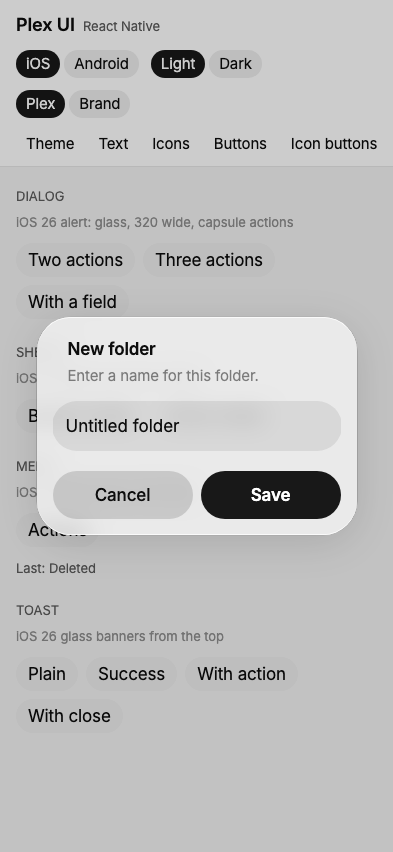 Plex UI React Native
iOS Android Light Dark
Plex Brand
Theme Text Icons Buttons Icon buttons
DIALOG
iOS 26 alert: glass, 320 wide, capsule actions
Two actions Three actions
With a field
New folder
Enter a name for this folder.
Untitled folder
Cancel Save
Last: Deleted
TOAST
iOS 26 glass banners from the top
Plain Success With action
With close